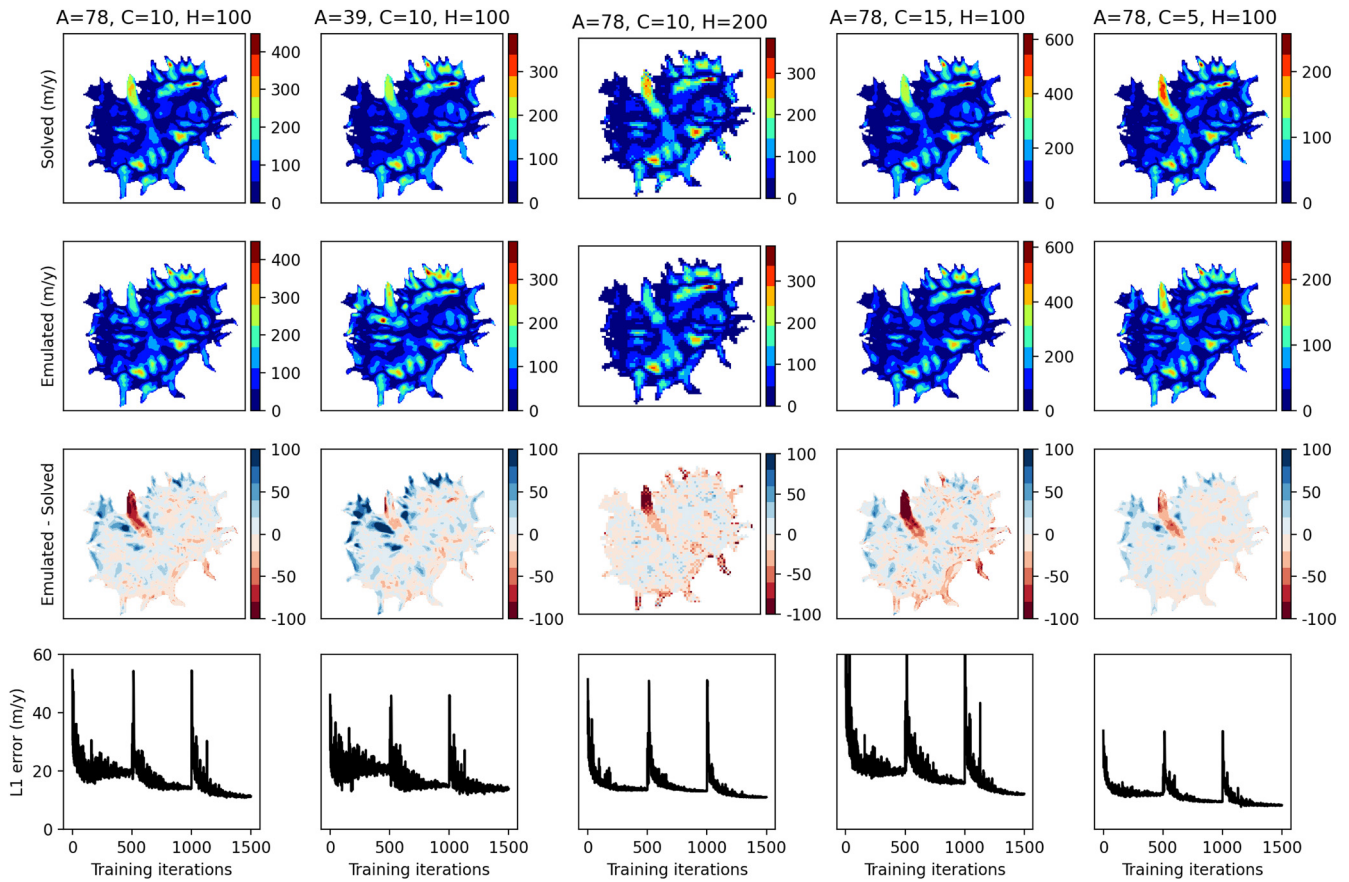 A=78, C=10, H=100 A=39, C=10, H=100 A=78, C=10, H=200 A=78, C=15, H=100 A=78, C=5, H=100
Solved (m/y)
400 300 200 100 0
300 200 100 0
300 200 100 0
600 400 200 0
200 100 0
Emulated (m/y)
400 300 200 100 0
300 200 100 0
300 200 100 0
600 400 200 0
200 100 0
Emulated - Solved
100 50 0 -50 -100
100 50 0 -50 -100
100 50 0 -50 -100
100 50 0 -50 -100
100 50 0 -50 -100
L1 error (m/y)
60
40
20
0
0 500 1000 1500 0 500 1000 1500 0 500 1000 1500 0 500 1000 1500 0 500 1000 1500
Training iterations Training iterations Training iterations Training iterations Training iterations